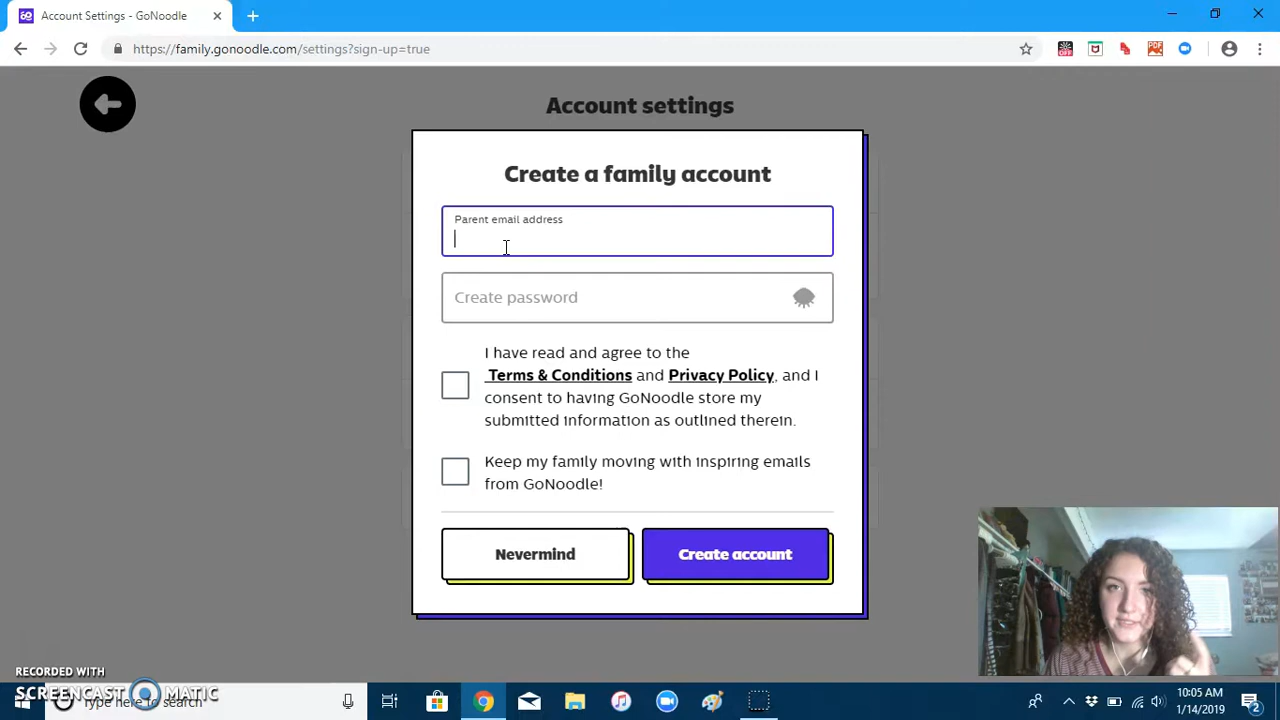 Account Settings - GoNoodle
https://family.gonoodle.com/settings?sign-up=true
OFF
PDF
Account settings
Create a family account
Parent email address
Create password
I have read and agree to the
Terms & Conditions and Privacy Policy, and I
consent to having GoNoodle store my
submitted information as outlined therein.
Keep my family moving with inspiring emails
from GoNoodle!
Nevermind
Create account
RECORDED WITH
SCREENCAST MATIC
Type here to search
10:05 AM
1/14/2019
2